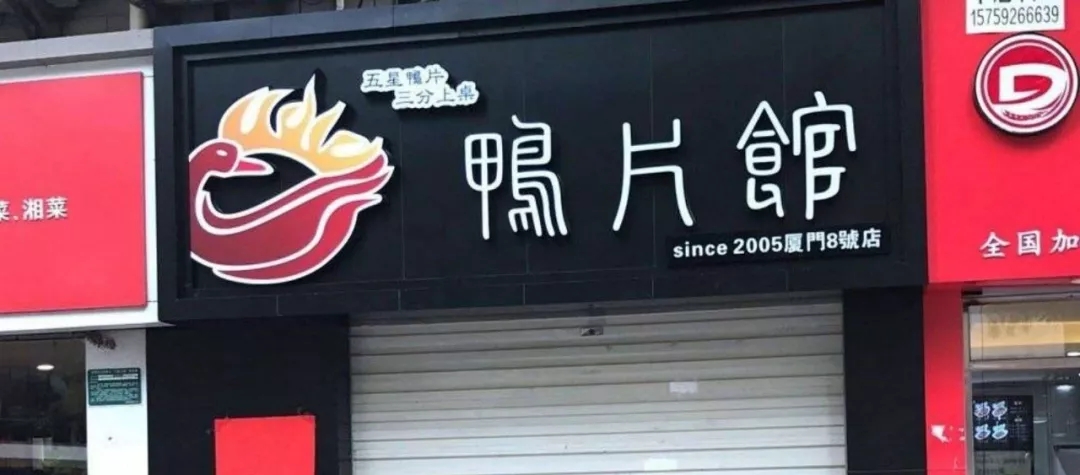 五星鴨片
三分上桌
鴨片館
since 2005厦門8號店
菜.湘菜
15759266639
D
全国加